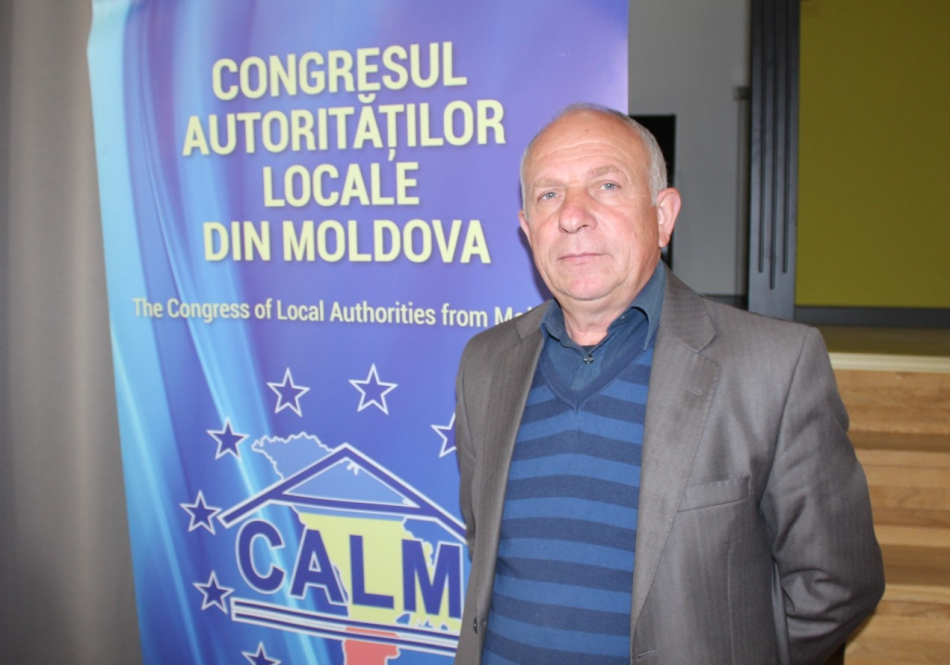 CONGRESUL
AUTORITĂȚILOR
LOCALE
DIN MOLDOVA
The Congress of Local Authorities from
CALM